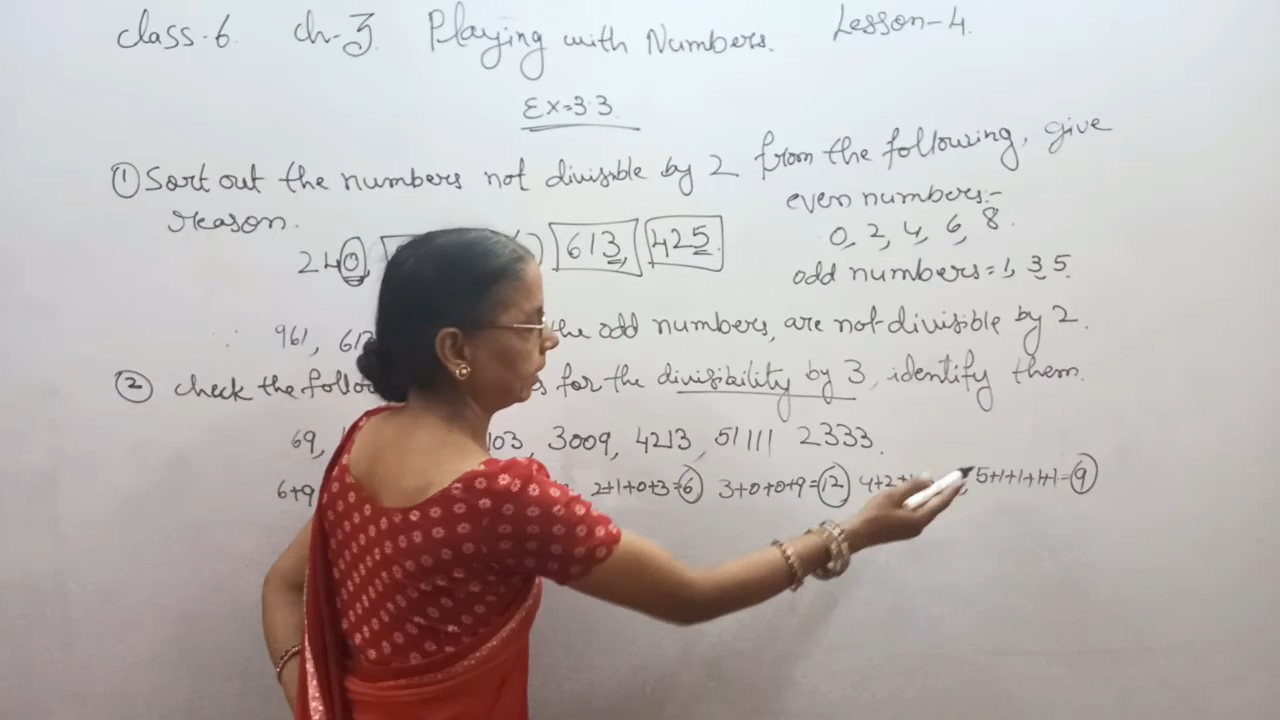 class-6 ch-3 Playing with Numbers. Lesson-4.
Ex=3.3
① Sort out the numbers not divisible by 2 from the following, give
reason.
even numbers:-
240, 613, 425
0, 2, 4, 6, 8.
odd numbers = 1, 3 5.
∴ 961, the odd numbers, are not divisible by 2.
② check the for the divisibility by 3, identify them.
69, 3009, 4213 51111 2333.
6+9 2+1+0+3=6 3+0+0+9=12 4+2+ 5+1+1+1+1=9